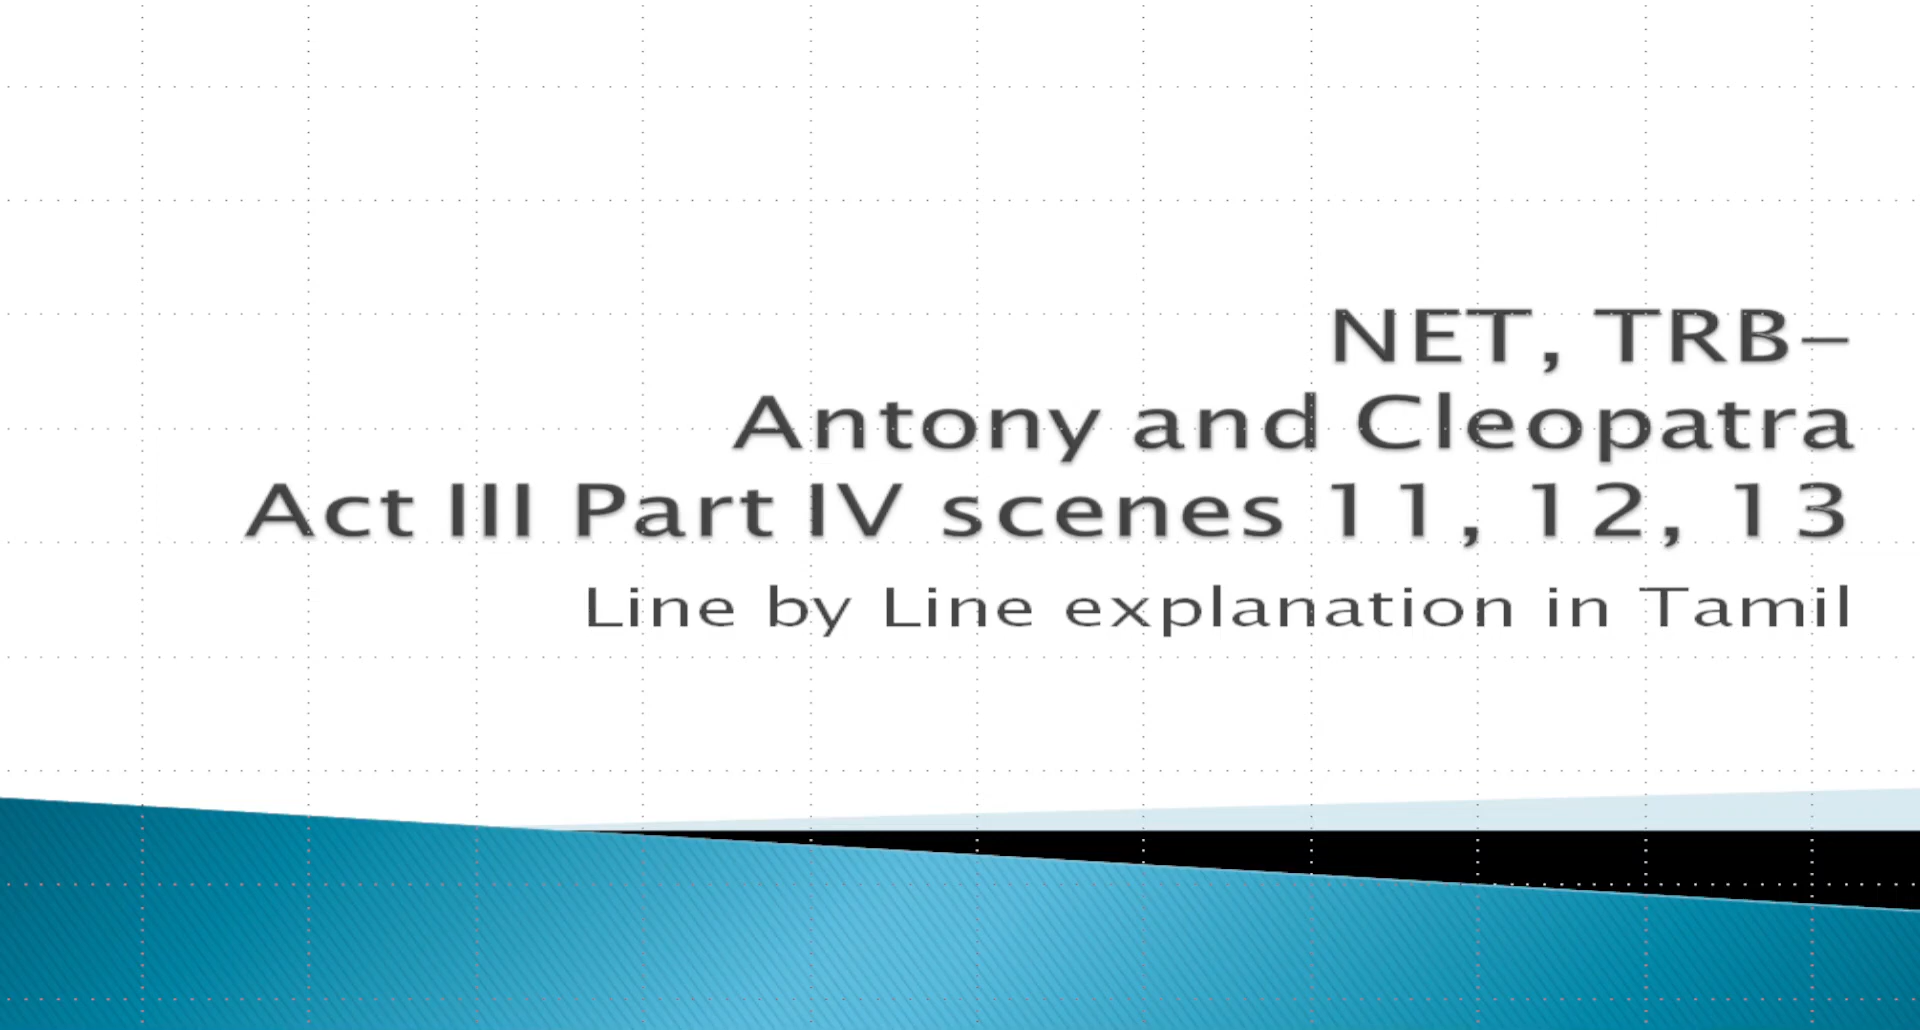 NET, TRB–
Antony and Cleopatra
Act III Part IV scenes 11, 12, 13
Line by Line explanation in Tamil